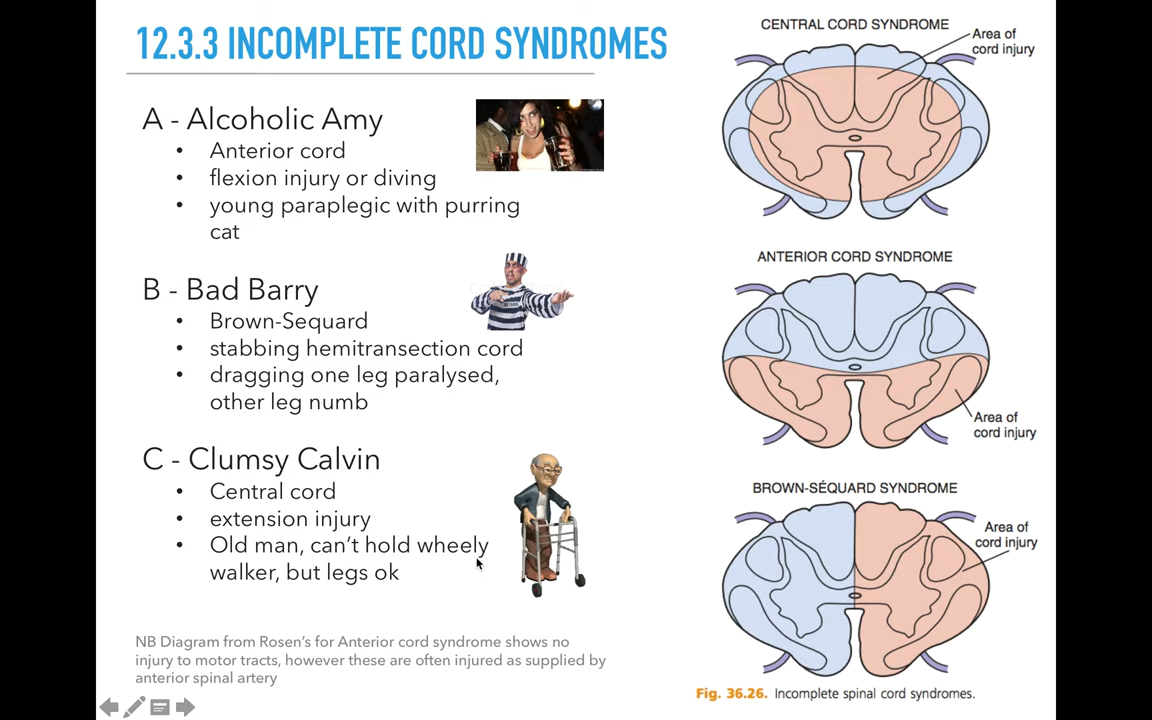 12.3.3 INCOMPLETE CORD SYNDROMES
A - Alcoholic Amy
• Anterior cord
• flexion injury or diving
• young paraplegic with purring
cat
B - Bad Barry
• Brown-Sequard
• stabbing hemitransection cord
• dragging one leg paralysed,
other leg numb
C - Clumsy Calvin
• Central cord
• extension injury
• Old man, can’t hold wheely
walker, but legs ok
NB Diagram from Rosen’s for Anterior cord syndrome shows no
injury to motor tracts, however these are often injured as supplied by
anterior spinal artery
CENTRAL CORD SYNDROME
Area of
cord injury
ANTERIOR CORD SYNDROME
Area of
cord injury
BROWN-SÉQUARD SYNDROME
Area of
cord injury
Fig. 36.26. Incomplete spinal cord syndromes.